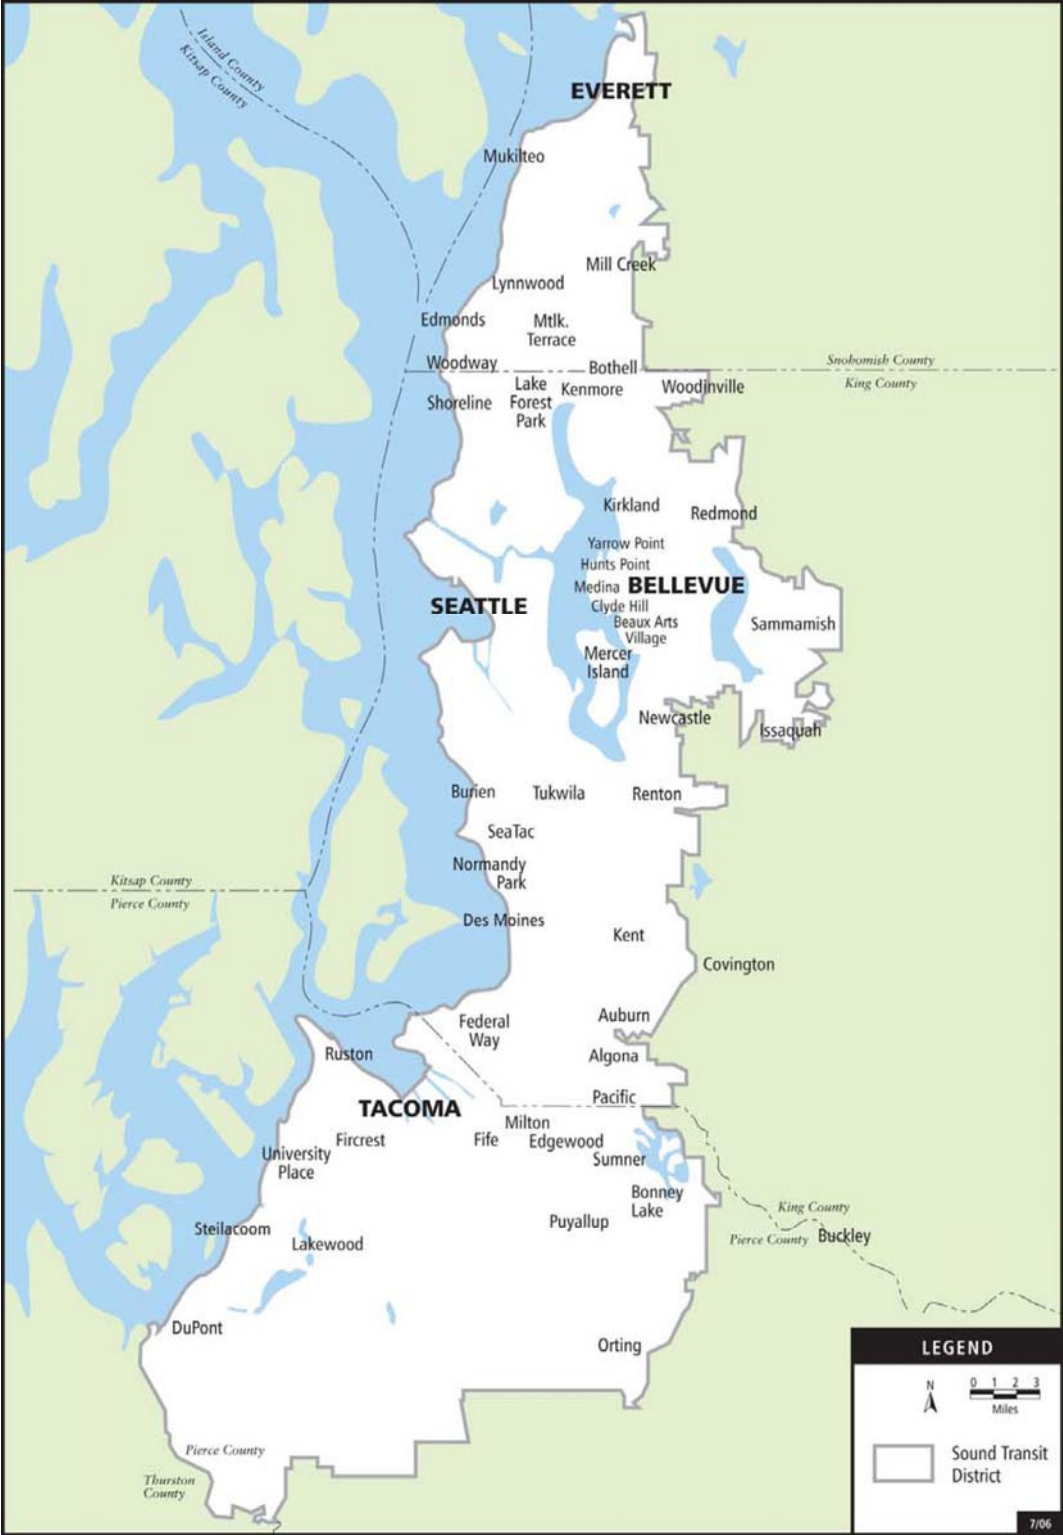 Island County
Kitsap County
EVERETT
Mukilteo
Mill Creek
Lynnwood
Edmonds
Mtlk.
Terrace
Woodway
Bothell
Snohomish County
King County
Lake
Forest
Park
Kenmore
Woodinville
Shoreline
Kirkland
Redmond
Yarrow Point
Hunts Point
Medina
BELLEVUE
SEATTLE
Clyde Hill
Beaux Arts
Village
Sammamish
Mercer
Island
Newcastle
Issaquah
Burien
Tukwila
Renton
SeaTac
Normandy
Park
Kitsap County
Pierce County
Des Moines
Kent
Covington
Federal
Way
Auburn
Ruston
Algona
Pacific
TACOMA
Milton
Fircrest
Fife
Edgewood
University
Place
Sumner
Bonney
Lake
King County
Pierce County
Buckley
Steilacoom
Puyallup
Lakewood
DuPont
Orting
Pierce County
Thurston
County
LEGEND
N
0 1 2 3
Miles
Sound Transit
District
7/06